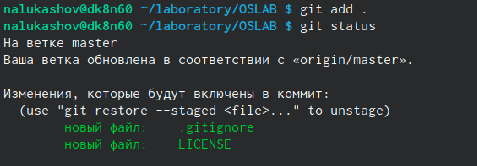 nalukashov@dk8n60 ~/laboratory/OSLAB $ git add .
nalukashov@dk8n60 ~/laboratory/OSLAB $ git status
На ветке master
Ваша ветка обновлена в соответствии с «origin/master».
Изменения, которые будут включены в коммит:
(use "git restore --staged <file>..." to unstage)
новый файл: .gitignore
новый файл: LICENSE